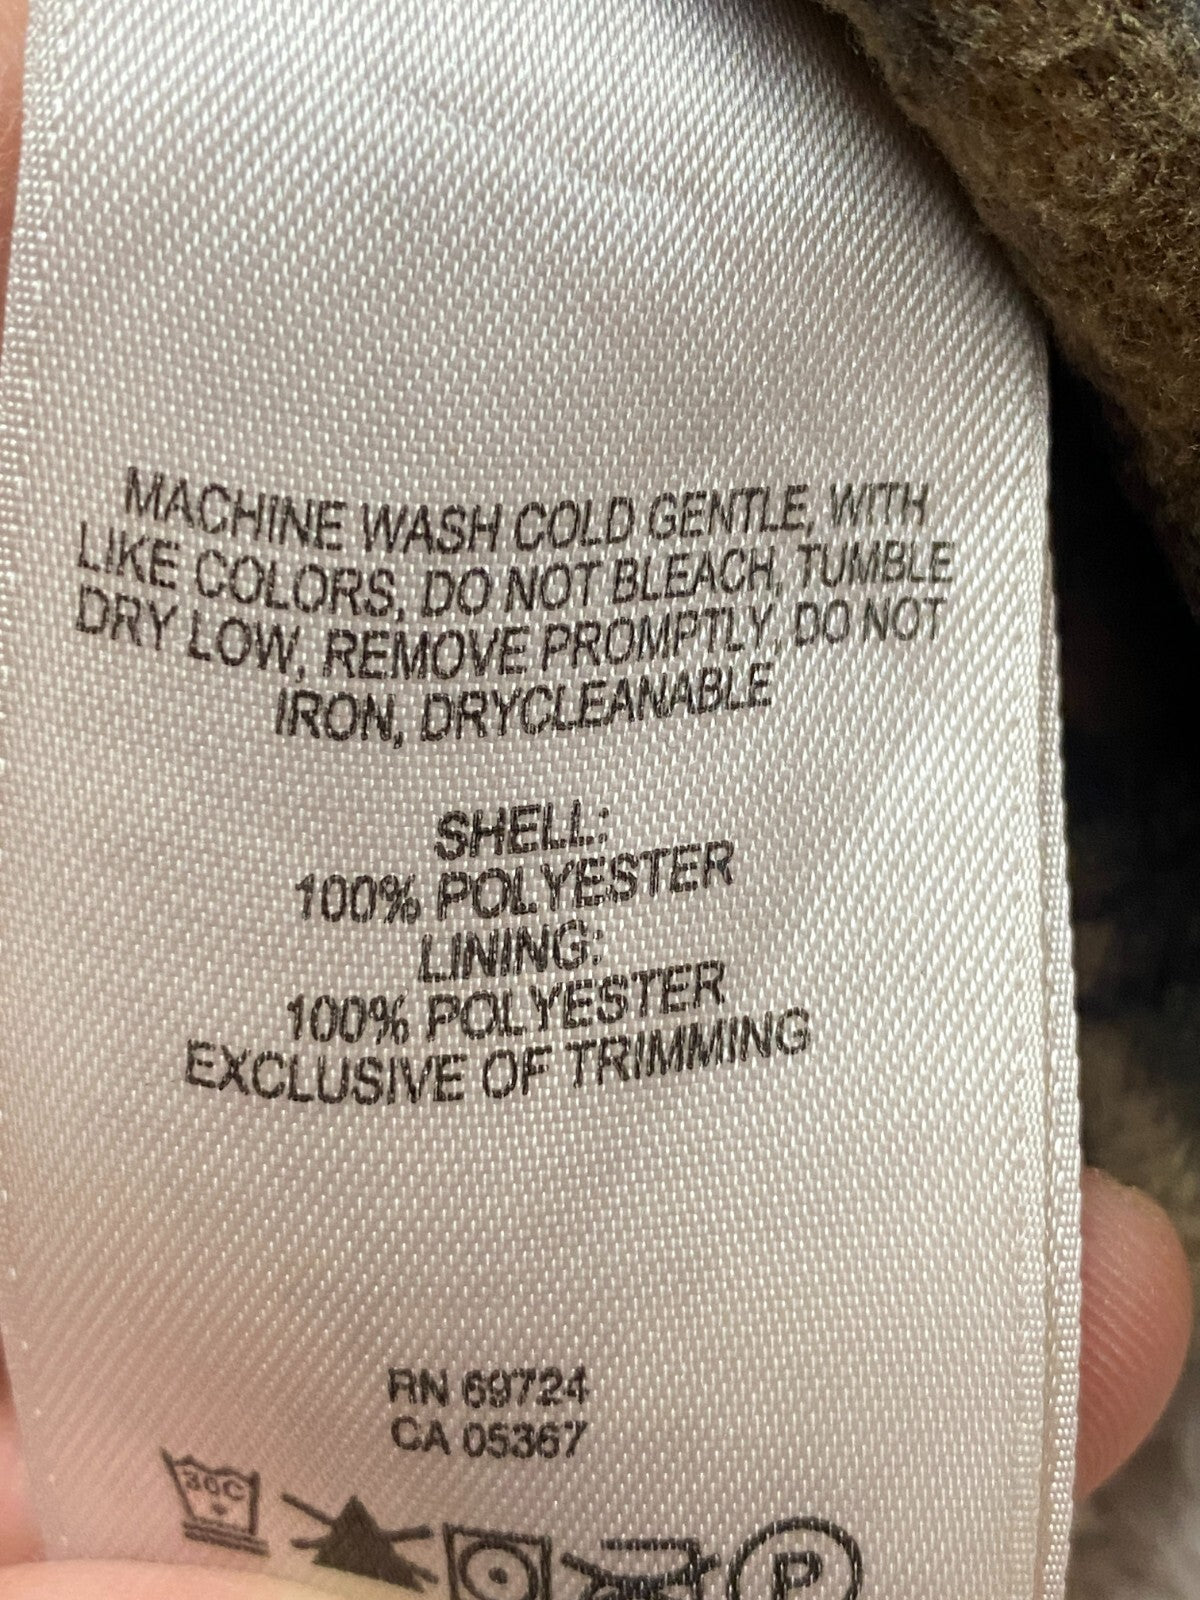 MACHINE WASH COLD GENTLE, WITH
LIKE COLORS, DO NOT BLEACH, TUMBLE
DRY LOW, REMOVE PROMPTLY, DO NOT
IRON, DRYCLEANABLE
SHELL:
100% POLYESTER
LINING:
100% POLYESTER
EXCLUSIVE OF TRIMMING
RN 69724
CA 05367
30C
P